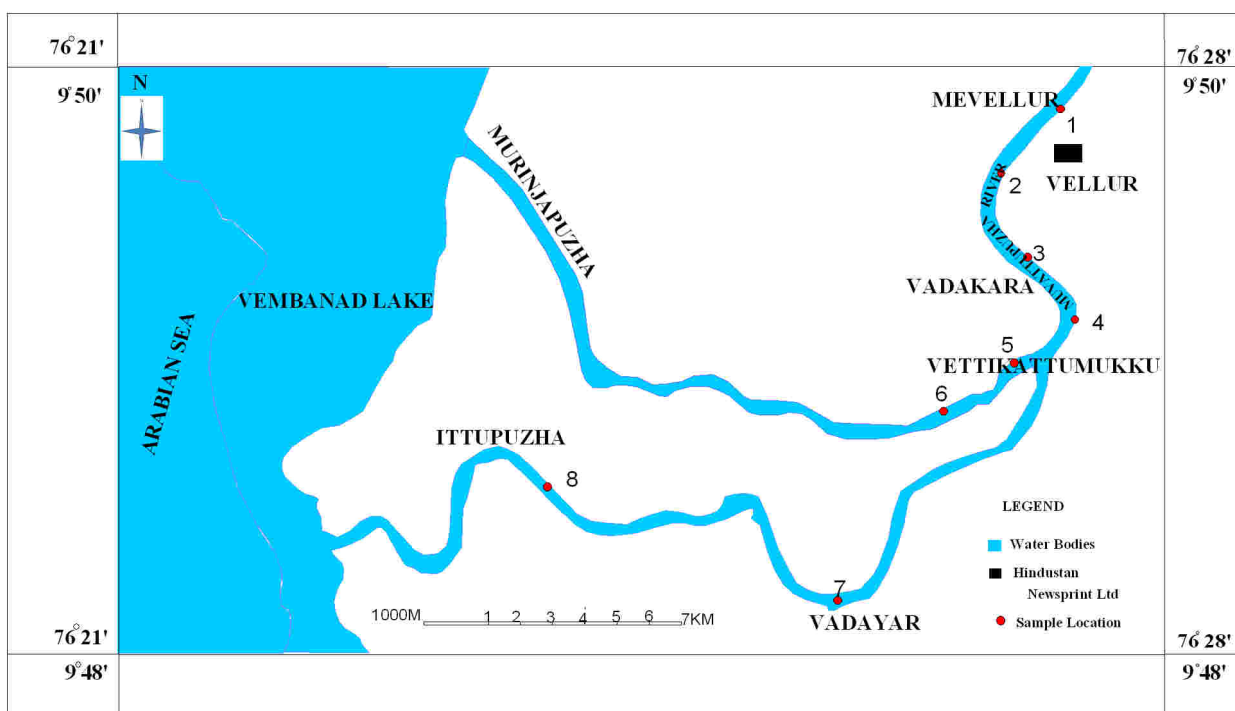 76°21'
76°28'
9°50'
9°50'
N
MEVELLUR
1
MURINJAPUZHA
2
VELLUR
MUVATTUPUZHA RIVER
3
VADAKARA
VEMBANAD LAKE
4
ARABIAN SEA
5
VETTIKATTUMUKKU
6
ITTUPUZHA
8
LEGEND
Water Bodies
Hindustan
Newsprint Ltd
Sample Location
7
VADAYAR
1000M 1 2 3 4 5 6 7KM
76°21'
76°28'
9°48'
9°48'